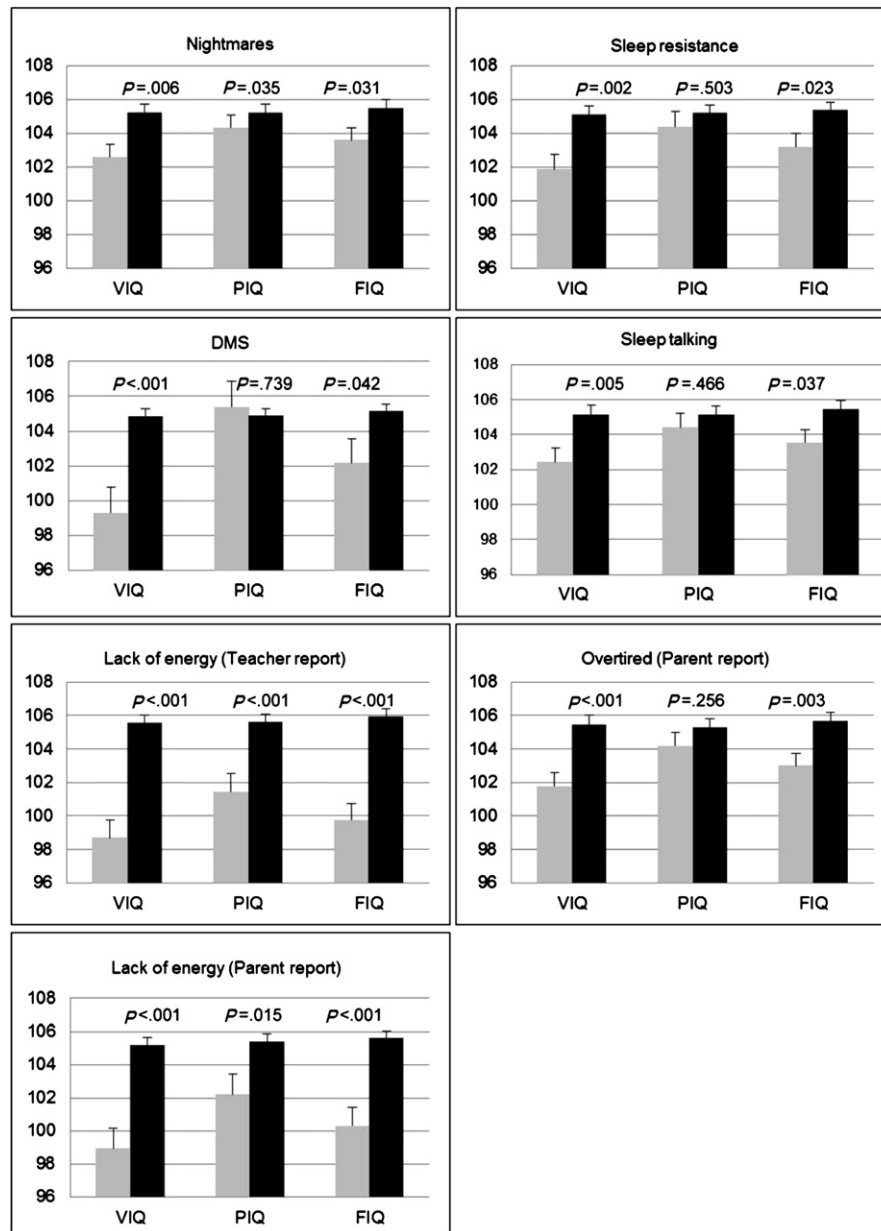 Nightmares
108
106
104
102
100
98
96
P=.006 P=.035 P=.031
VIQ PIQ FIQ
Sleep resistance
108
106
104
102
100
98
96
P=.002 P=.503 P=.023
VIQ PIQ FIQ
DMS
108
106
104
102
100
98
96
P<.001 P=.739 P=.042
VIQ PIQ FIQ
Sleep talking
108
106
104
102
100
98
96
P=.005 P=.466 P=.037
VIQ PIQ FIQ
Lack of energy (Teacher report)
108
106
104
102
100
98
96
P<.001 P<.001 P<.001
VIQ PIQ FIQ
Overtired (Parent report)
108
106
104
102
100
98
96
P<.001 P=.256 P=.003
VIQ PIQ FIQ
Lack of energy (Parent report)
108
106
104
102
100
98
96
P<.001 P=.015 P<.001
VIQ PIQ FIQ